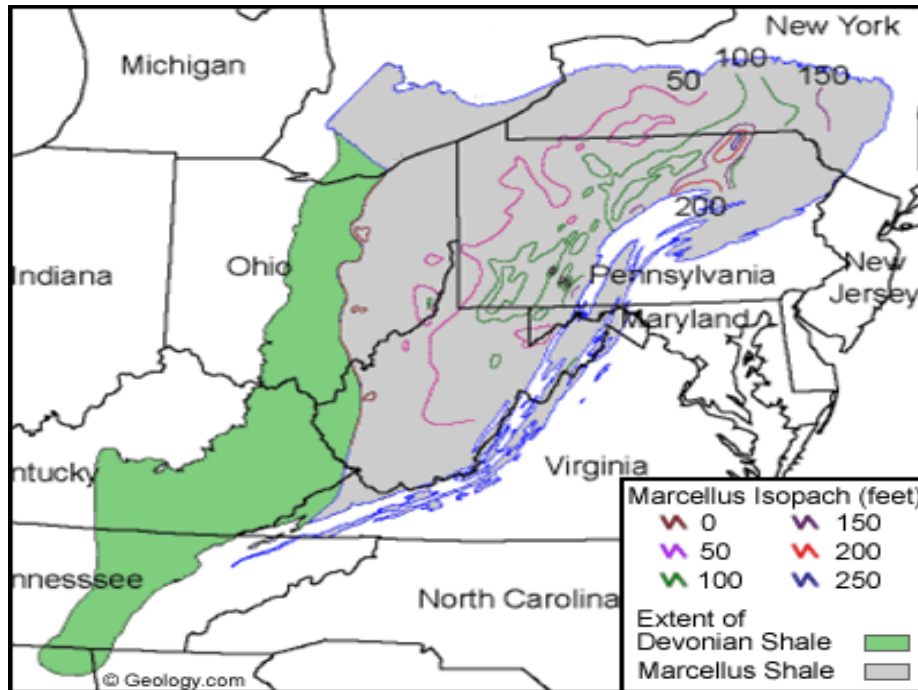 New York
Michigan
100
50
150
200
Ohio
Indiana
Pennsylvania
New
Jersey
Maryland
ntucky
Virginia
nnesssee
North Carolina
Marcellus Isopach (feet)
0 150
50 200
100 250
Extent of
Devonian Shale
Marcellus Shale
© Geology.com